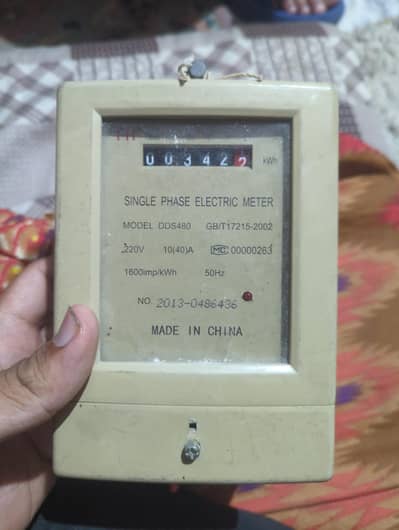 003422 kWh
SINGLE PHASE ELECTRIC METER
MODEL DDS480 GB/T17215-2002
220V 10(40)A MC 00000263
1600imp/kWh 50Hz
NO. 2013-0486436
MADE IN CHINA